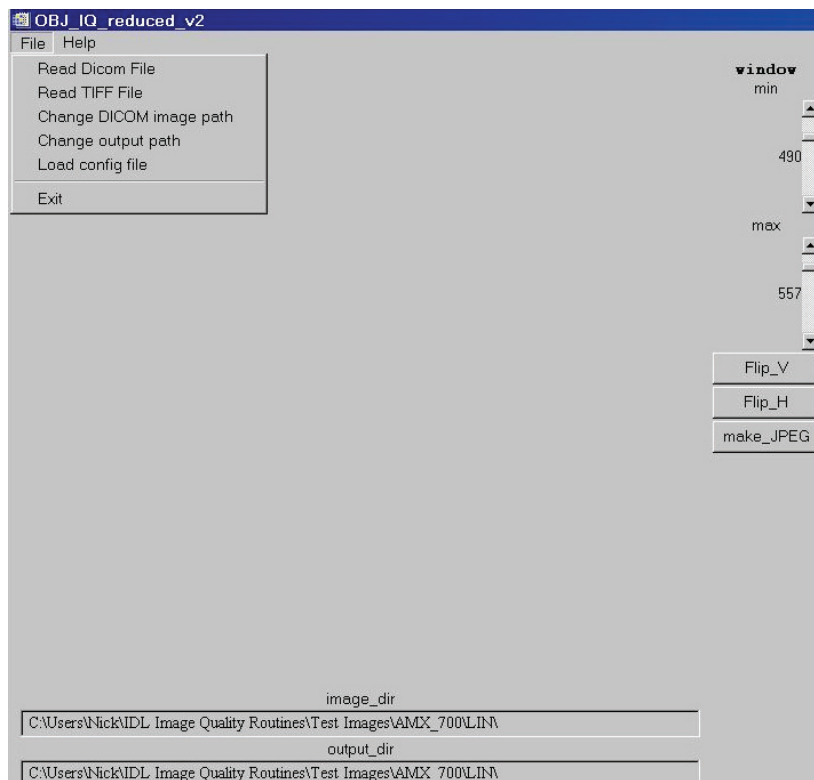 OBJ_IQ_reduced_v2
File Help
Read Dicom File
Read TIFF File
Change DICOM image path
Change output path
Load config file
Exit
window
min
490
max
557
Flip_V
Flip_H
make_JPEG
image_dir
C:\Users\Nick\IDL Image Quality Routines\Test Images\AMX_700\LIN\
output_dir
C:\Users\Nick\IDL Image Quality Routines\Test Images\AMX_700\LIN\